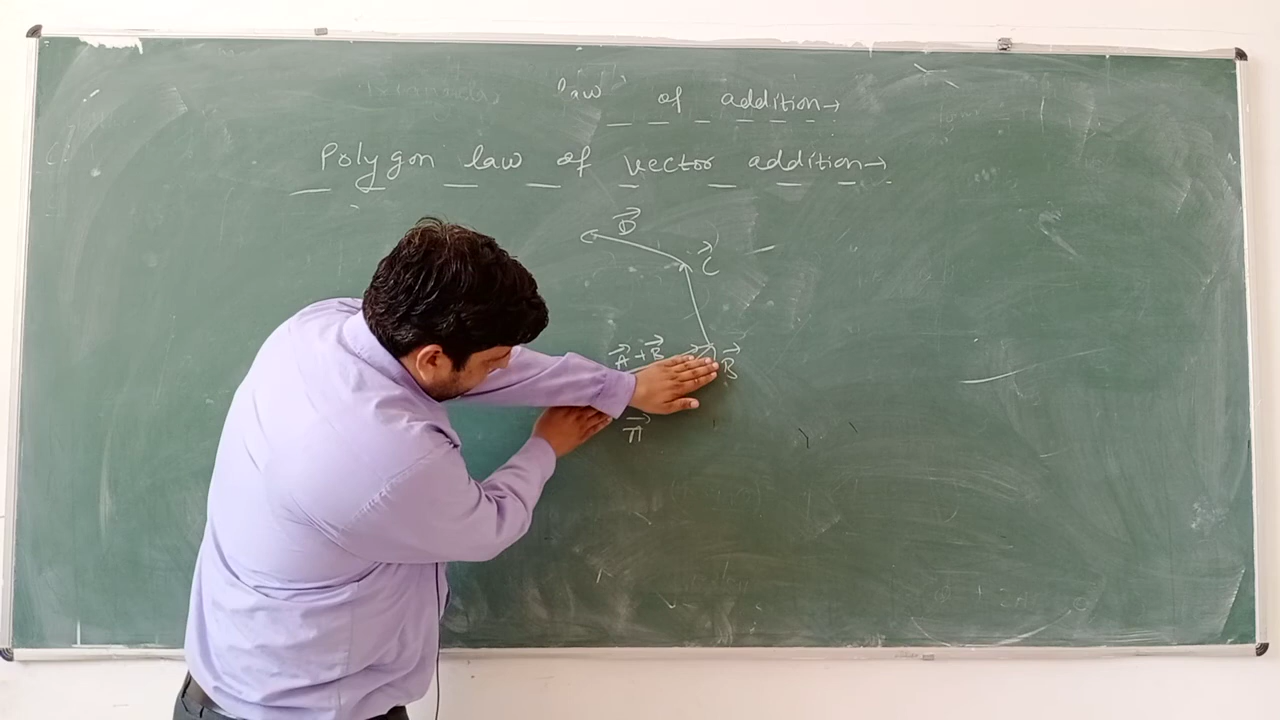 law of addition→
Polygon law of vector addition→
D⃗
C⃗
A⃗ + B⃗
B⃗
A⃗